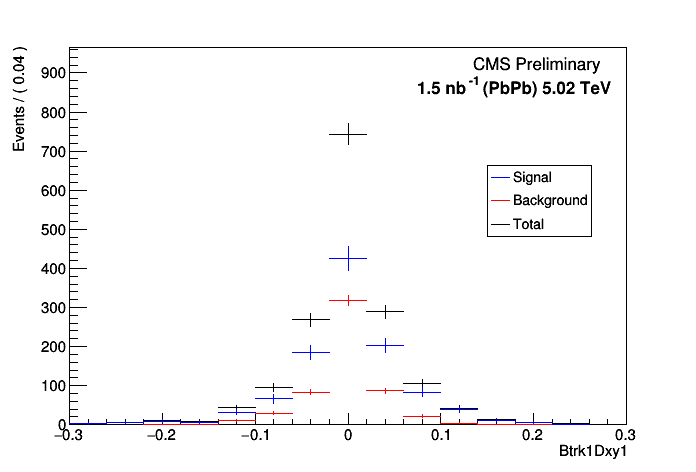 CMS Preliminary
1.5 nb-1 (PbPb) 5.02 TeV
Events / ( 0.04 )
900
800
700
600
500
400
300
200
100
0
Signal
Background
Total
−0.3 −0.2 −0.1 0 0.1 0.2 0.3
Btrk1Dxy1